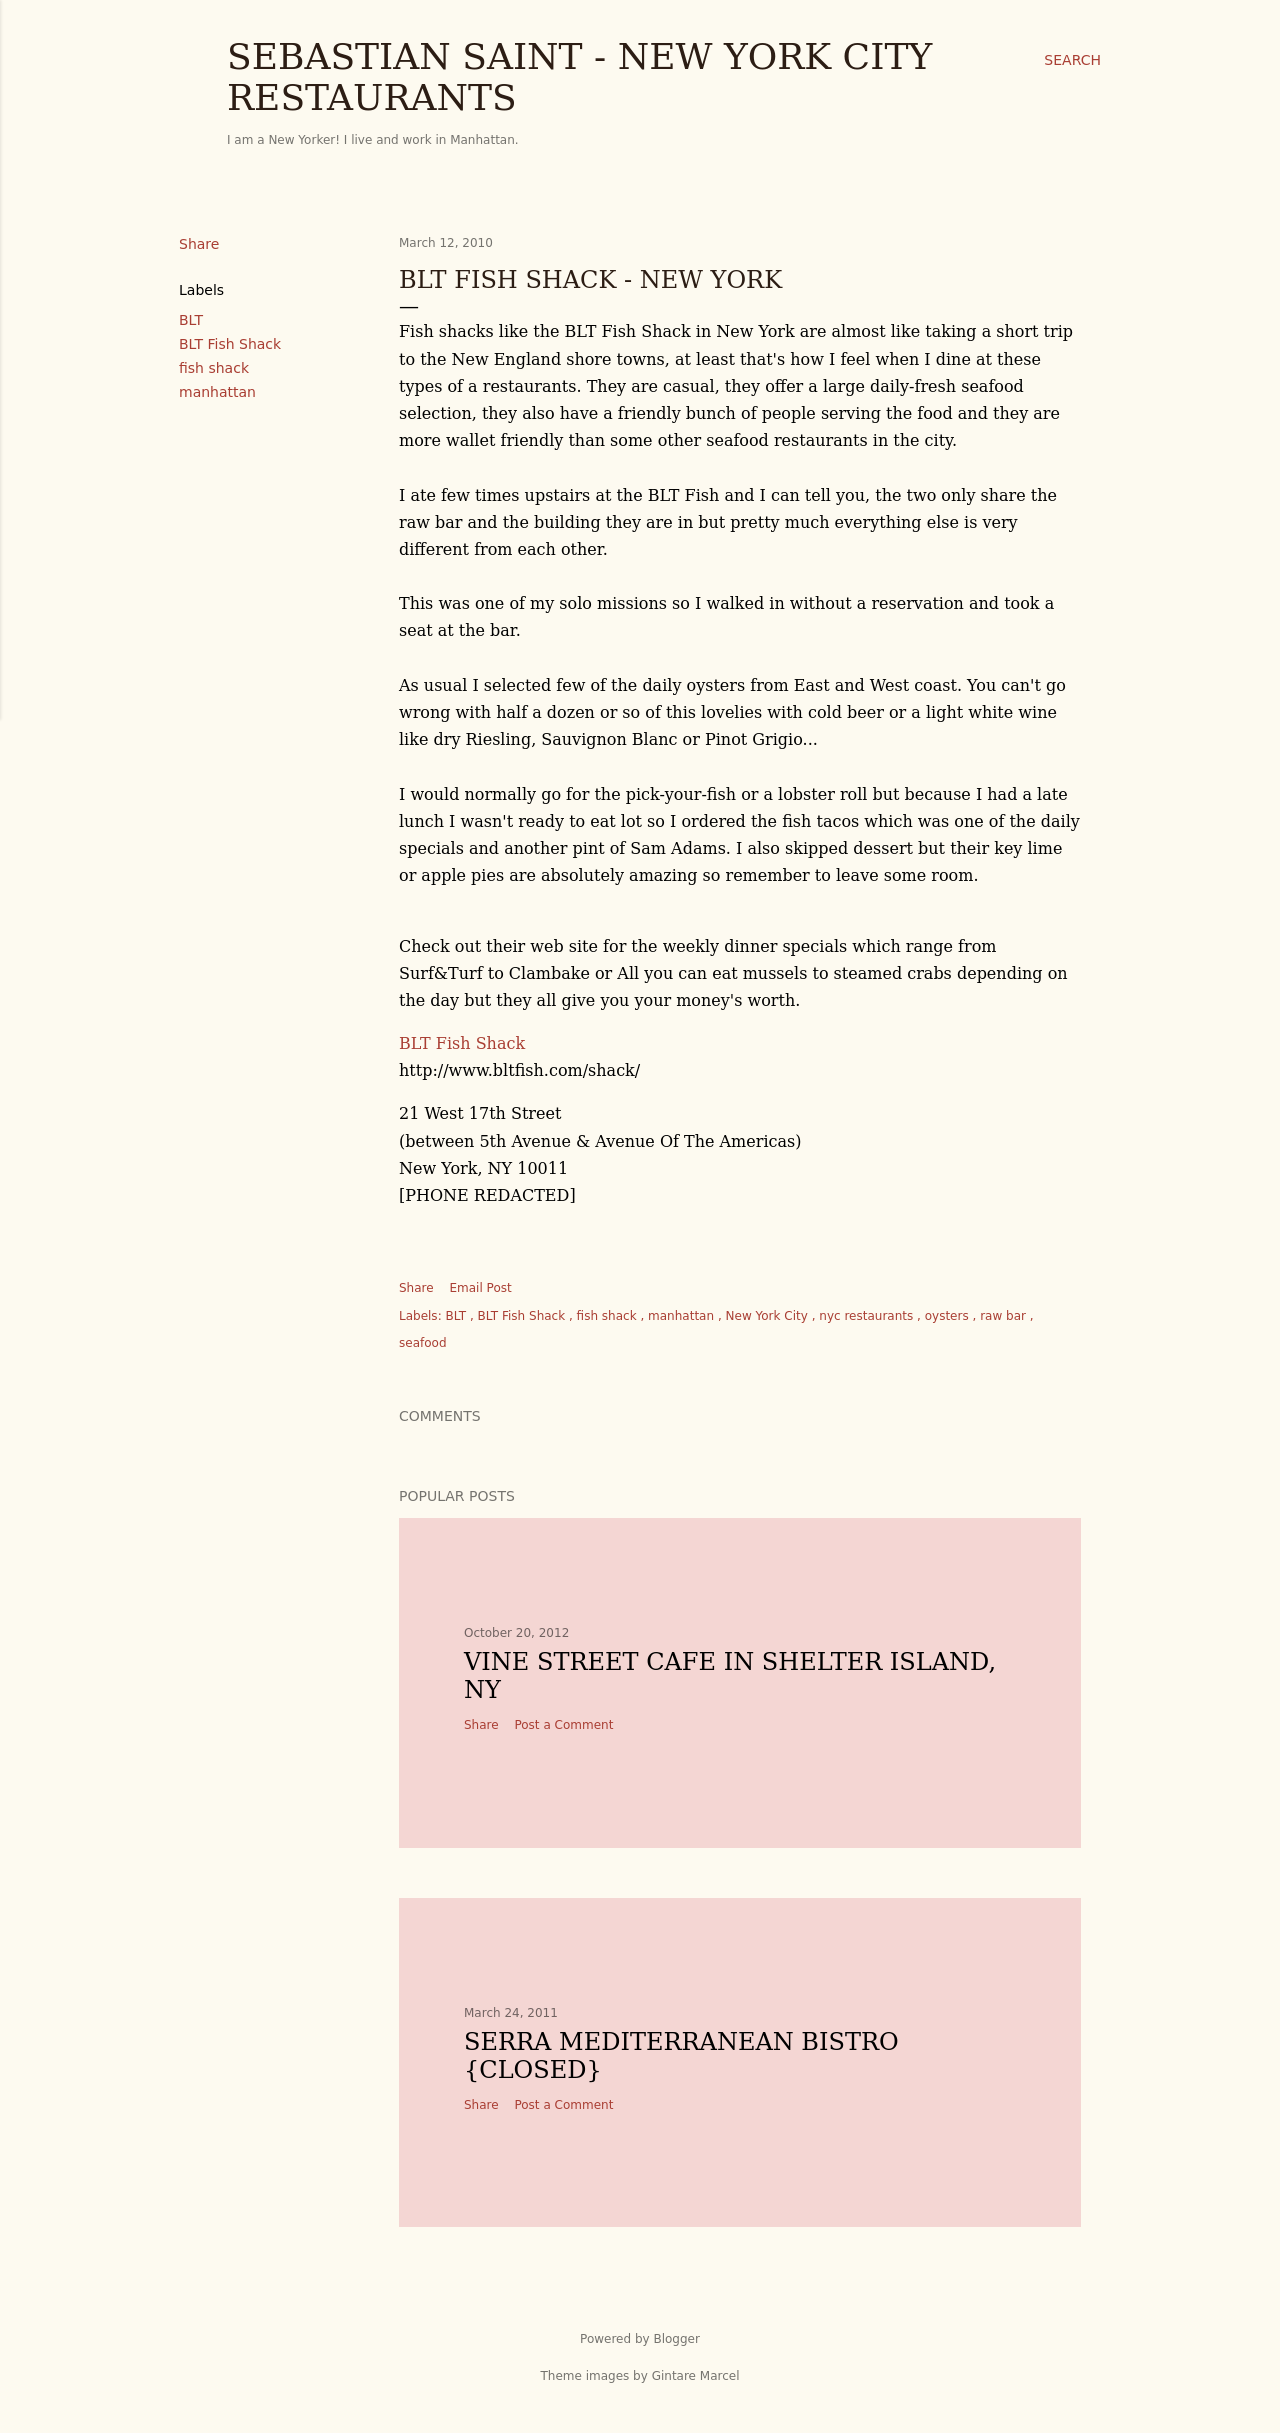 SEBASTIAN SAINT - NEW YORK CITY
RESTAURANTS
SEARCH
I am a New Yorker! I live and work in Manhattan.
Share
Labels
BLT
BLT Fish Shack
fish shack
manhattan
March 12, 2010
BLT FISH SHACK - NEW YORK
Fish shacks like the BLT Fish Shack in New York are almost like taking a short trip
to the New England shore towns, at least that's how I feel when I dine at these
types of a restaurants. They are casual, they offer a large daily-fresh seafood
selection, they also have a friendly bunch of people serving the food and they are
more wallet friendly than some other seafood restaurants in the city.
I ate few times upstairs at the BLT Fish and I can tell you, the two only share the
raw bar and the building they are in but pretty much everything else is very
different from each other.
This was one of my solo missions so I walked in without a reservation and took a
seat at the bar.
As usual I selected few of the daily oysters from East and West coast. You can't go
wrong with half a dozen or so of this lovelies with cold beer or a light white wine
like dry Riesling, Sauvignon Blanc or Pinot Grigio...
I would normally go for the pick-your-fish or a lobster roll but because I had a late
lunch I wasn't ready to eat lot so I ordered the fish tacos which was one of the daily
specials and another pint of Sam Adams. I also skipped dessert but their key lime
or apple pies are absolutely amazing so remember to leave some room.
Check out their web site for the weekly dinner specials which range from
Surf&Turf to Clambake or All you can eat mussels to steamed crabs depending on
the day but they all give you your money's worth.
BLT Fish Shack
http://www.bltfish.com/shack/
21 West 17th Street
(between 5th Avenue & Avenue Of The Americas)
New York, NY 10011
[PHONE REDACTED]
Share Email Post
Labels: BLT , BLT Fish Shack , fish shack , manhattan , New York City , nyc restaurants , oysters , raw bar ,
seafood
COMMENTS
POPULAR POSTS
October 20, 2012
VINE STREET CAFE IN SHELTER ISLAND,
NY
Share Post a Comment
March 24, 2011
SERRA MEDITERRANEAN BISTRO
{CLOSED}
Share Post a Comment
Powered by Blogger
Theme images by Gintare Marcel